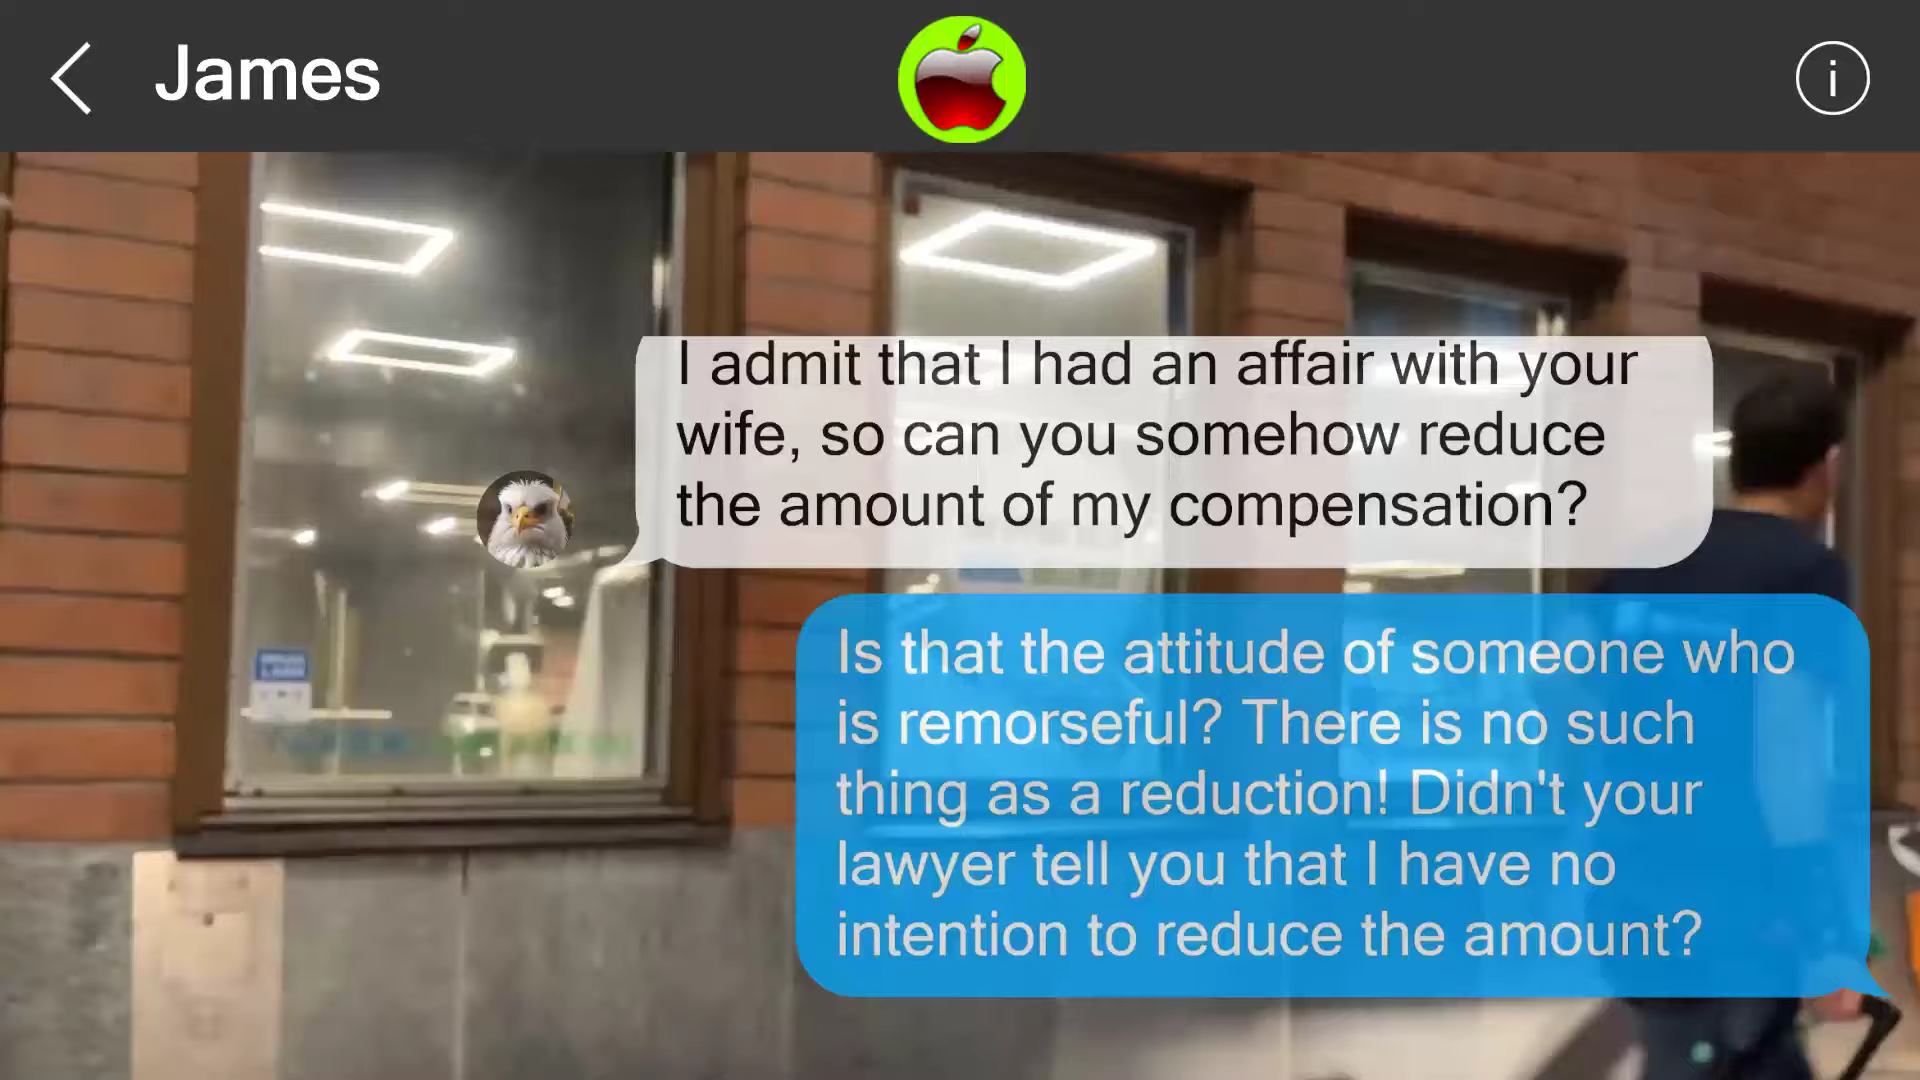 James
I admit that I had an affair with your
wife, so can you somehow reduce
the amount of my compensation?
Is that the attitude of someone who
is remorseful? There is no such
thing as a reduction! Didn't your
lawyer tell you that I have no
intention to reduce the amount?